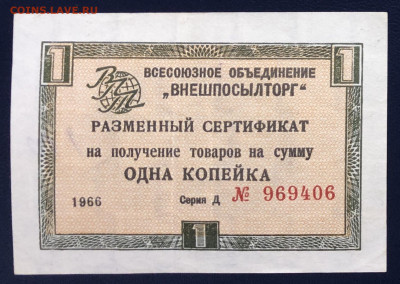 COINS.LAVE.RU
1
1
ВПТ
ВСЕСОЮЗНОЕ ОБЪЕДИНЕНИЕ
„ВНЕШПОСЫЛТОРГ"
РАЗМЕННЫЙ СЕРТИФИКАТ
на получение товаров на сумму
ОДНА КОПЕЙКА
1966 Серия Д № 969406
1